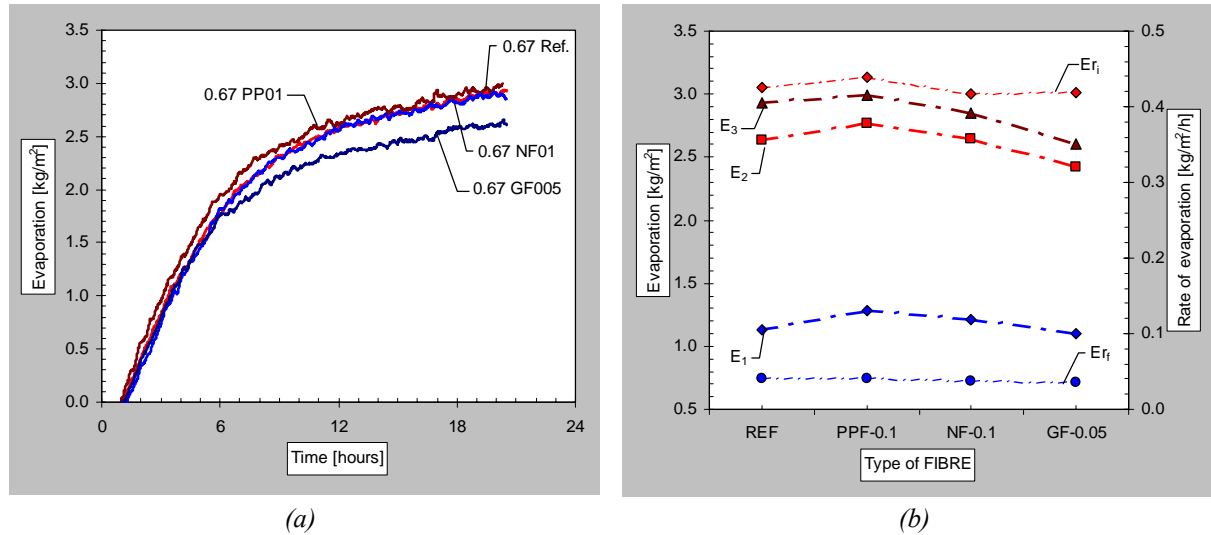 3.5
3.0
2.5
2.0
1.5
1.0
0.5
0.0
Evaporation [kg/m²]
0 6 12 18 24
Time [hours]
0.67 Ref.
0.67 PP01
0.67 NF01
0.67 GF005
(a)
3.5
3.0
2.5
2.0
1.5
1.0
0.5
Evaporation [kg/m²]
0.5
0.4
0.3
0.2
0.1
0.0
Rate of evaporation [kg/m²/h]
REF PPF-0.1 NF-0.1 GF-0.05
Type of FIBRE
Erᵢ
E₃
E₂
E₁
Er_f
(b)